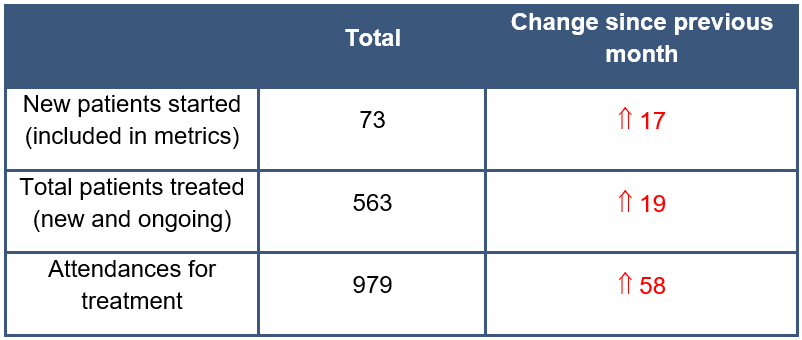 Total
Change since previous
month
New patients started
(included in metrics)
73
⇑ 17
Total patients treated
(new and ongoing)
563
⇑ 19
Attendances for
treatment
979
⇑ 58